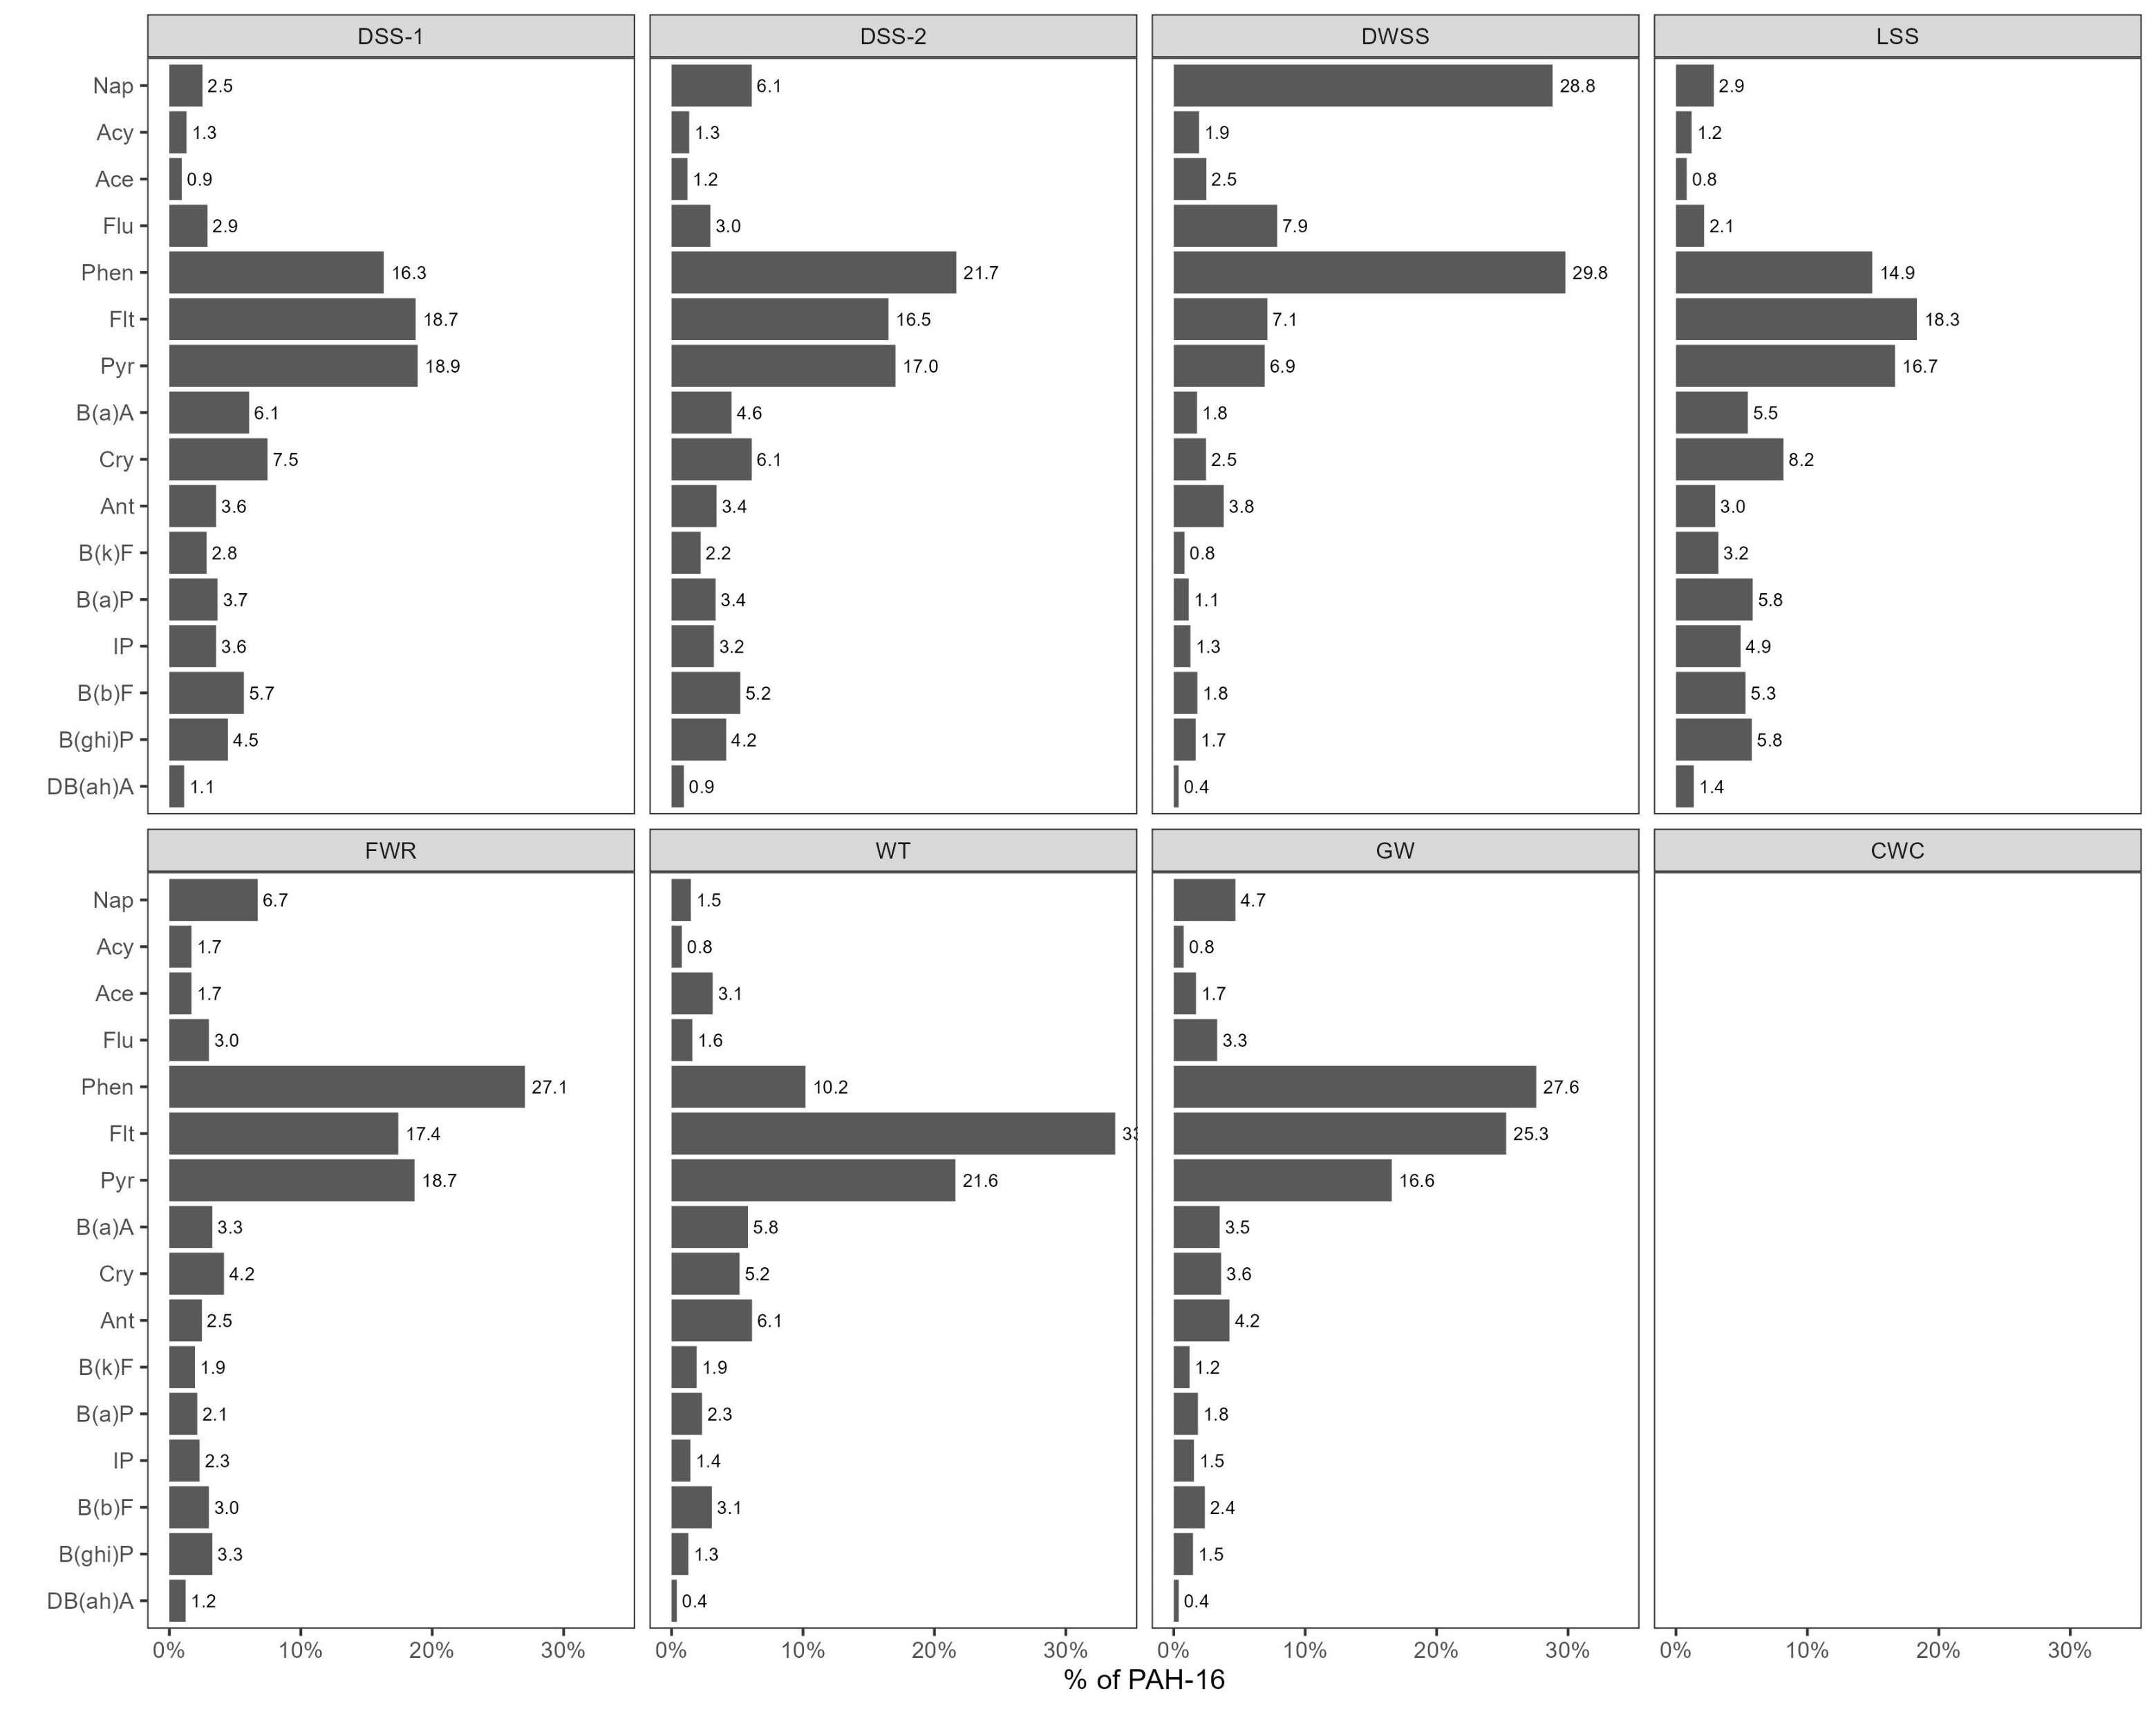 DSS-1 DSS-2 DWSS LSS
Nap 2.5 6.1 28.8 2.9
Acy 1.3 1.3 1.9 1.2
Ace 0.9 1.2 2.5 0.8
Flu 2.9 3.0 7.9 2.1
Phen 16.3 21.7 29.8 14.9
Flt 18.7 16.5 7.1 18.3
Pyr 18.9 17.0 6.9 16.7
B(a)A 6.1 4.6 1.8 5.5
Cry 7.5 6.1 2.5 8.2
Ant 3.6 3.4 3.8 3.0
B(k)F 2.8 2.2 0.8 3.2
B(a)P 3.7 3.4 1.1 5.8
IP 3.6 3.2 1.3 4.9
B(b)F 5.7 5.2 1.8 5.3
B(ghi)P 4.5 4.2 1.7 5.8
DB(ah)A 1.1 0.9 0.4 1.4
FWR WT GW CWC
Nap 6.7 1.5 4.7
Acy 1.7 0.8 0.8
Ace 1.7 3.1 1.7
Flu 3.0 1.6 3.3
Phen 27.1 10.2 27.6
Flt 17.4 25.3
Pyr 18.7 21.6 16.6
B(a)A 3.3 5.8 3.5
Cry 4.2 5.2 3.6
Ant 2.5 6.1 4.2
B(k)F 1.9 1.9 1.2
B(a)P 2.1 2.3 1.8
IP 2.3 1.4 1.5
B(b)F 3.0 3.1 2.4
B(ghi)P 3.3 1.3 1.5
DB(ah)A 1.2 0.4 0.4
0% 10% 20% 30% 0% 10% 20% 30% 0% 10% 20% 30% 0% 10% 20% 30%
% of PAH-16